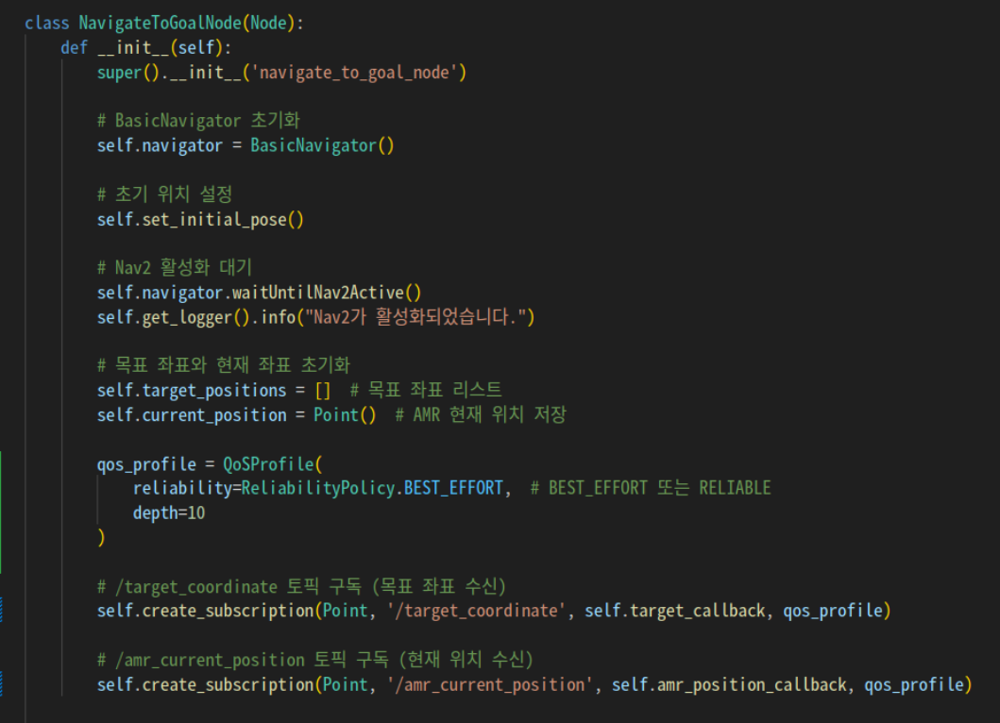 class NavigateToGoalNode(Node):
    def __init__(self):
        super().__init__('navigate_to_goal_node')

        # BasicNavigator 초기화
        self.navigator = BasicNavigator()

        # 초기 위치 설정
        self.set_initial_pose()

        # Nav2 활성화 대기
        self.navigator.waitUntilNav2Active()
        self.get_logger().info("Nav2가 활성화되었습니다.")

        # 목표 좌표와 현재 좌표 초기화
        self.target_positions = []  # 목표 좌표 리스트
        self.current_position = Point()  # AMR 현재 위치 저장

        qos_profile = QoSProfile(
            reliability=ReliabilityPolicy.BEST_EFFORT,  # BEST_EFFORT 또는 RELIABLE
            depth=10
        )

        # /target_coordinate 토픽 구독 (목표 좌표 수신)
        self.create_subscription(Point, '/target_coordinate', self.target_callback, qos_profile)

        # /amr_current_position 토픽 구독 (현재 위치 수신)
        self.create_subscription(Point, '/amr_current_position', self.amr_position_callback, qos_profile)